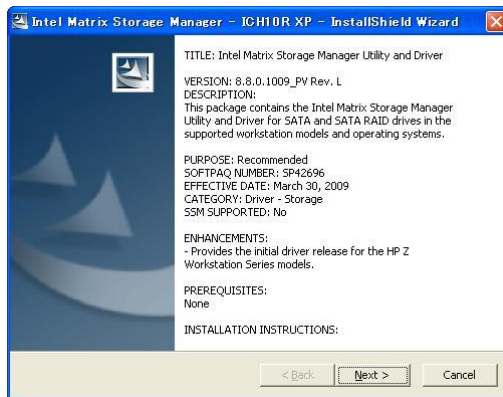 Intel Matrix Storage Manager - ICH10R XP - InstallShield Wizard
TITLE: Intel Matrix Storage Manager Utility and Driver
VERSION: 8.8.0.1009_PV Rev. L
DESCRIPTION:
This package contains the Intel Matrix Storage Manager
Utility and Driver for SATA and SATA RAID drives in the
supported workstation models and operating systems.
PURPOSE: Recommended
SOFTPAQ NUMBER: SP42696
EFFECTIVE DATE: March 30, 2009
CATEGORY: Driver - Storage
SSM SUPPORTED: No
ENHANCEMENTS:
- Provides the initial driver release for the HP Z
Workstation Series models.
PREREQUISITES:
None
INSTALLATION INSTRUCTIONS:
< Back Next > Cancel